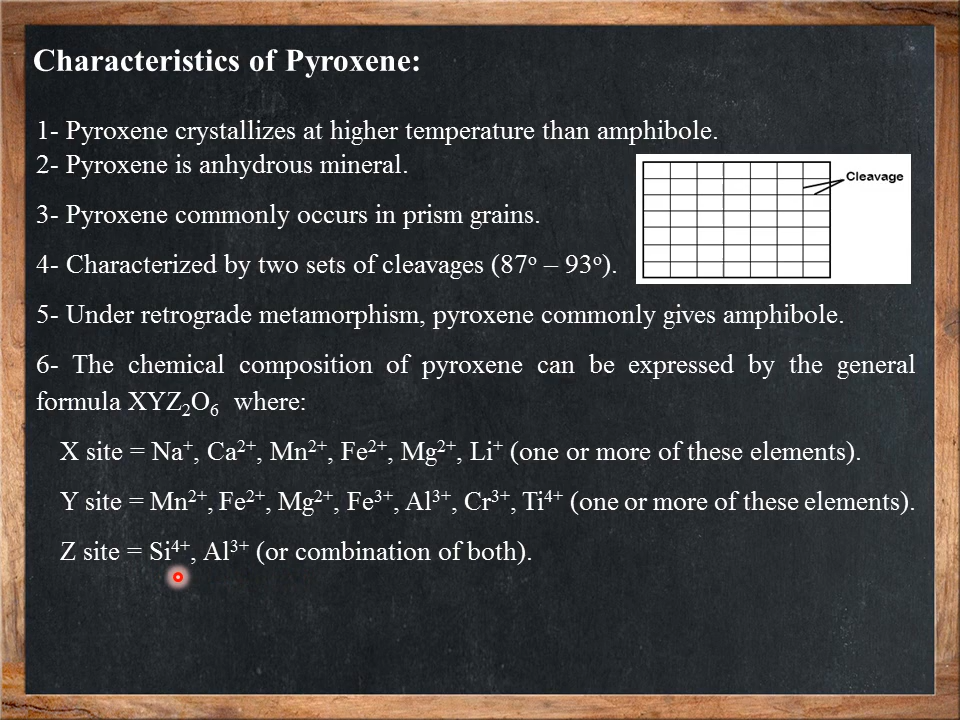 Characteristics of Pyroxene:
1- Pyroxene crystallizes at higher temperature than amphibole.
2- Pyroxene is anhydrous mineral.
Cleavage
3- Pyroxene commonly occurs in prism grains.
4- Characterized by two sets of cleavages (87º – 93º).
5- Under retrograde metamorphism, pyroxene commonly gives amphibole.
6- The chemical composition of pyroxene can be expressed by the general
formula XYZ₂O₆ where:
X site = Na⁺, Ca²⁺, Mn²⁺, Fe²⁺, Mg²⁺, Li⁺ (one or more of these elements).
Y site = Mn²⁺, Fe²⁺, Mg²⁺, Fe³⁺, Al³⁺, Cr³⁺, Ti⁴⁺ (one or more of these elements).
Z site = Si⁴⁺, Al³⁺ (or combination of both).